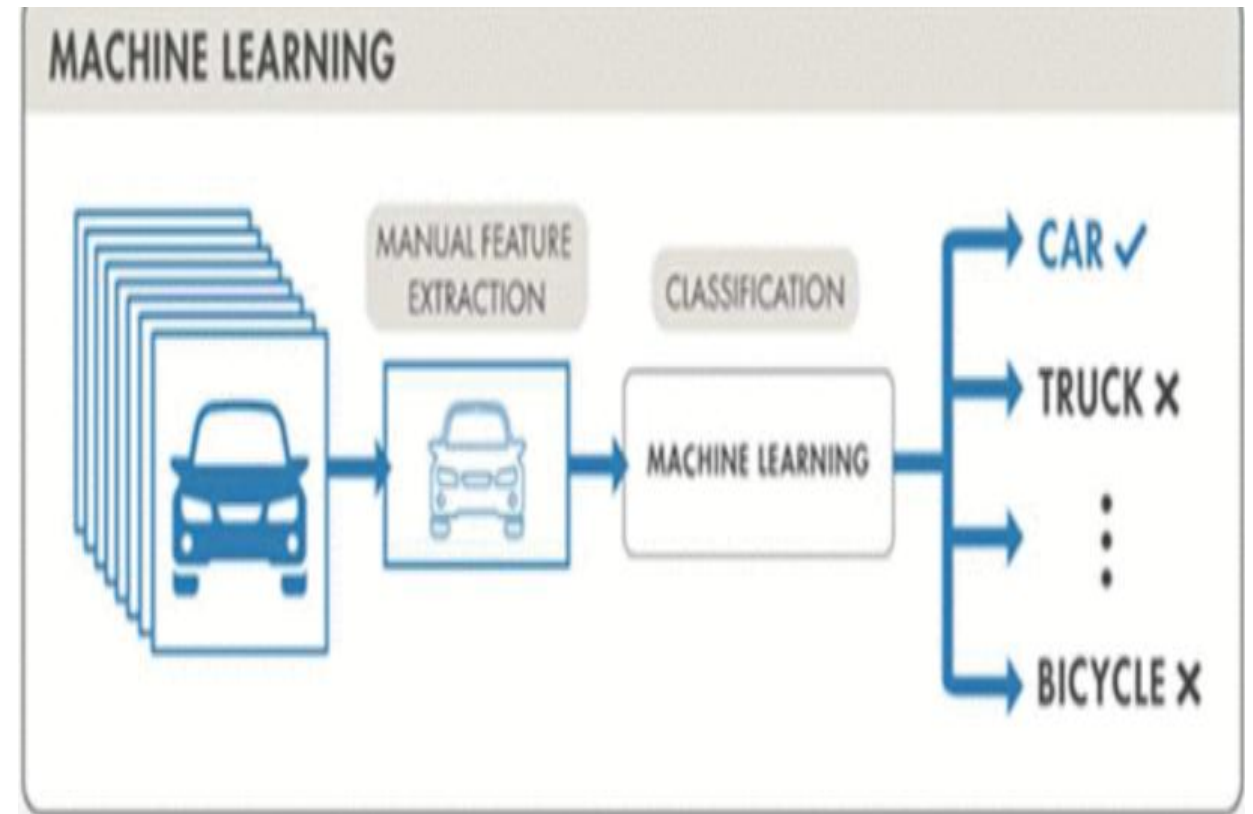 MACHINE LEARNING
MANUAL FEATURE
EXTRACTION
CLASSIFICATION
MACHINE LEARNING
CAR ✓
TRUCK ✕
BICYCLE ✕